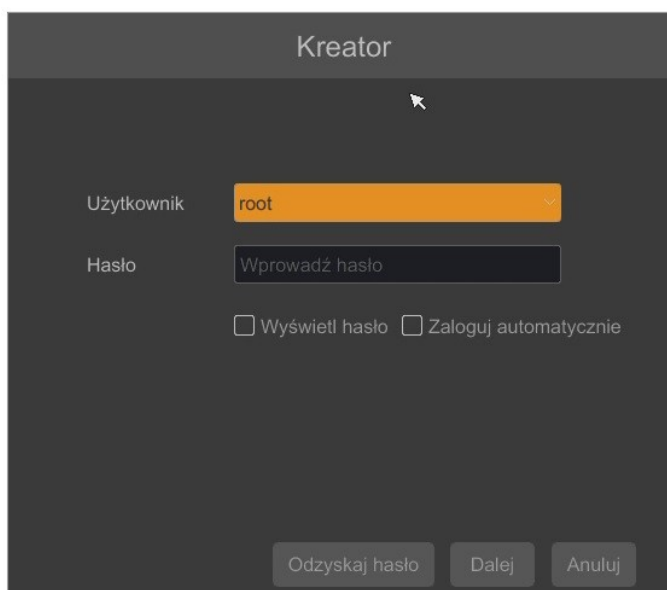 Kreator
Użytkownik root
Hasło Wprowadź hasło
Wyświetl hasło Zaloguj automatycznie
Odzyskaj hasło Dalej Anuluj